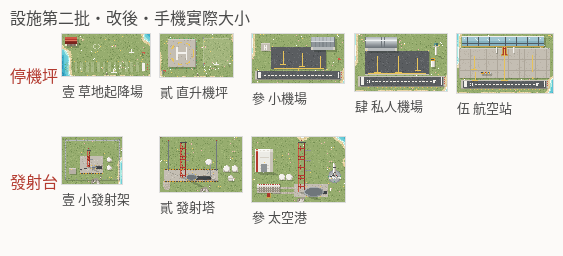 設施第二批・改後・手機實際大小
停機坪
壹 草地起降場
貳 直升機坪
參 小機場
肆 私人機場
伍 航空站
發射台
壹 小發射架
貳 發射塔
參 太空港